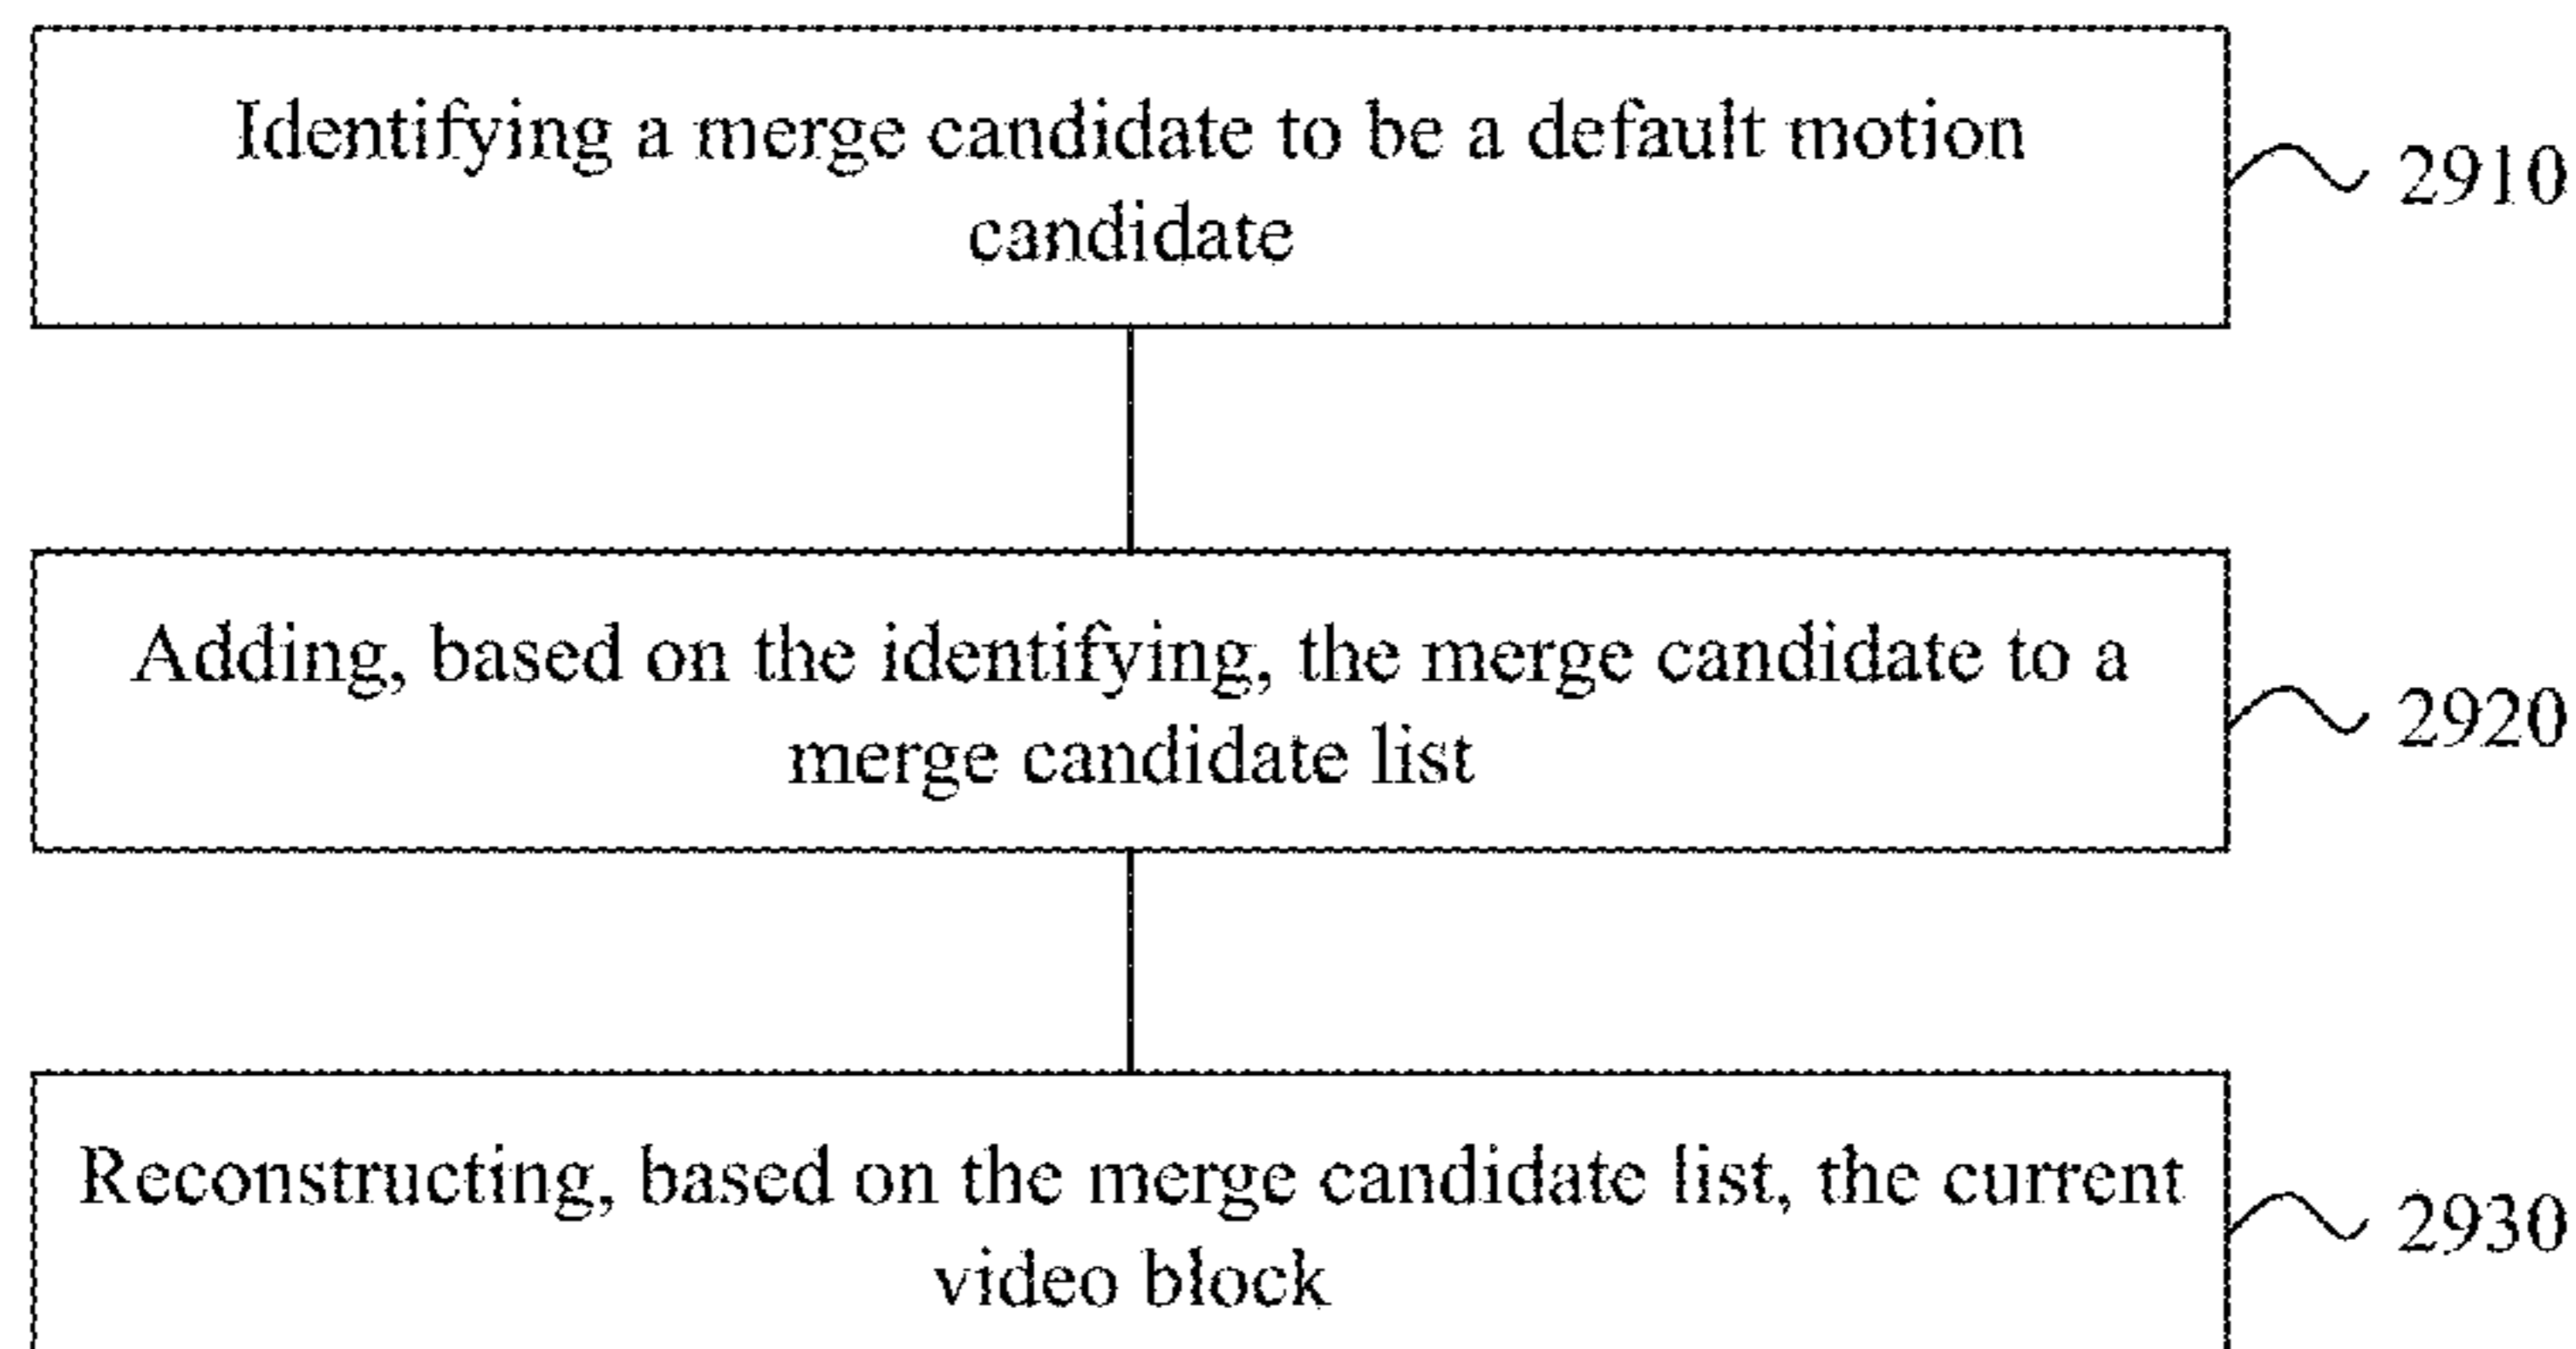 Identifying a merge candidate to be a default motion
candidate
2910
Adding, based on the identifying, the merge candidate to a
merge candidate list
2920
Reconstructing, based on the merge candidate list, the current
video block
2930